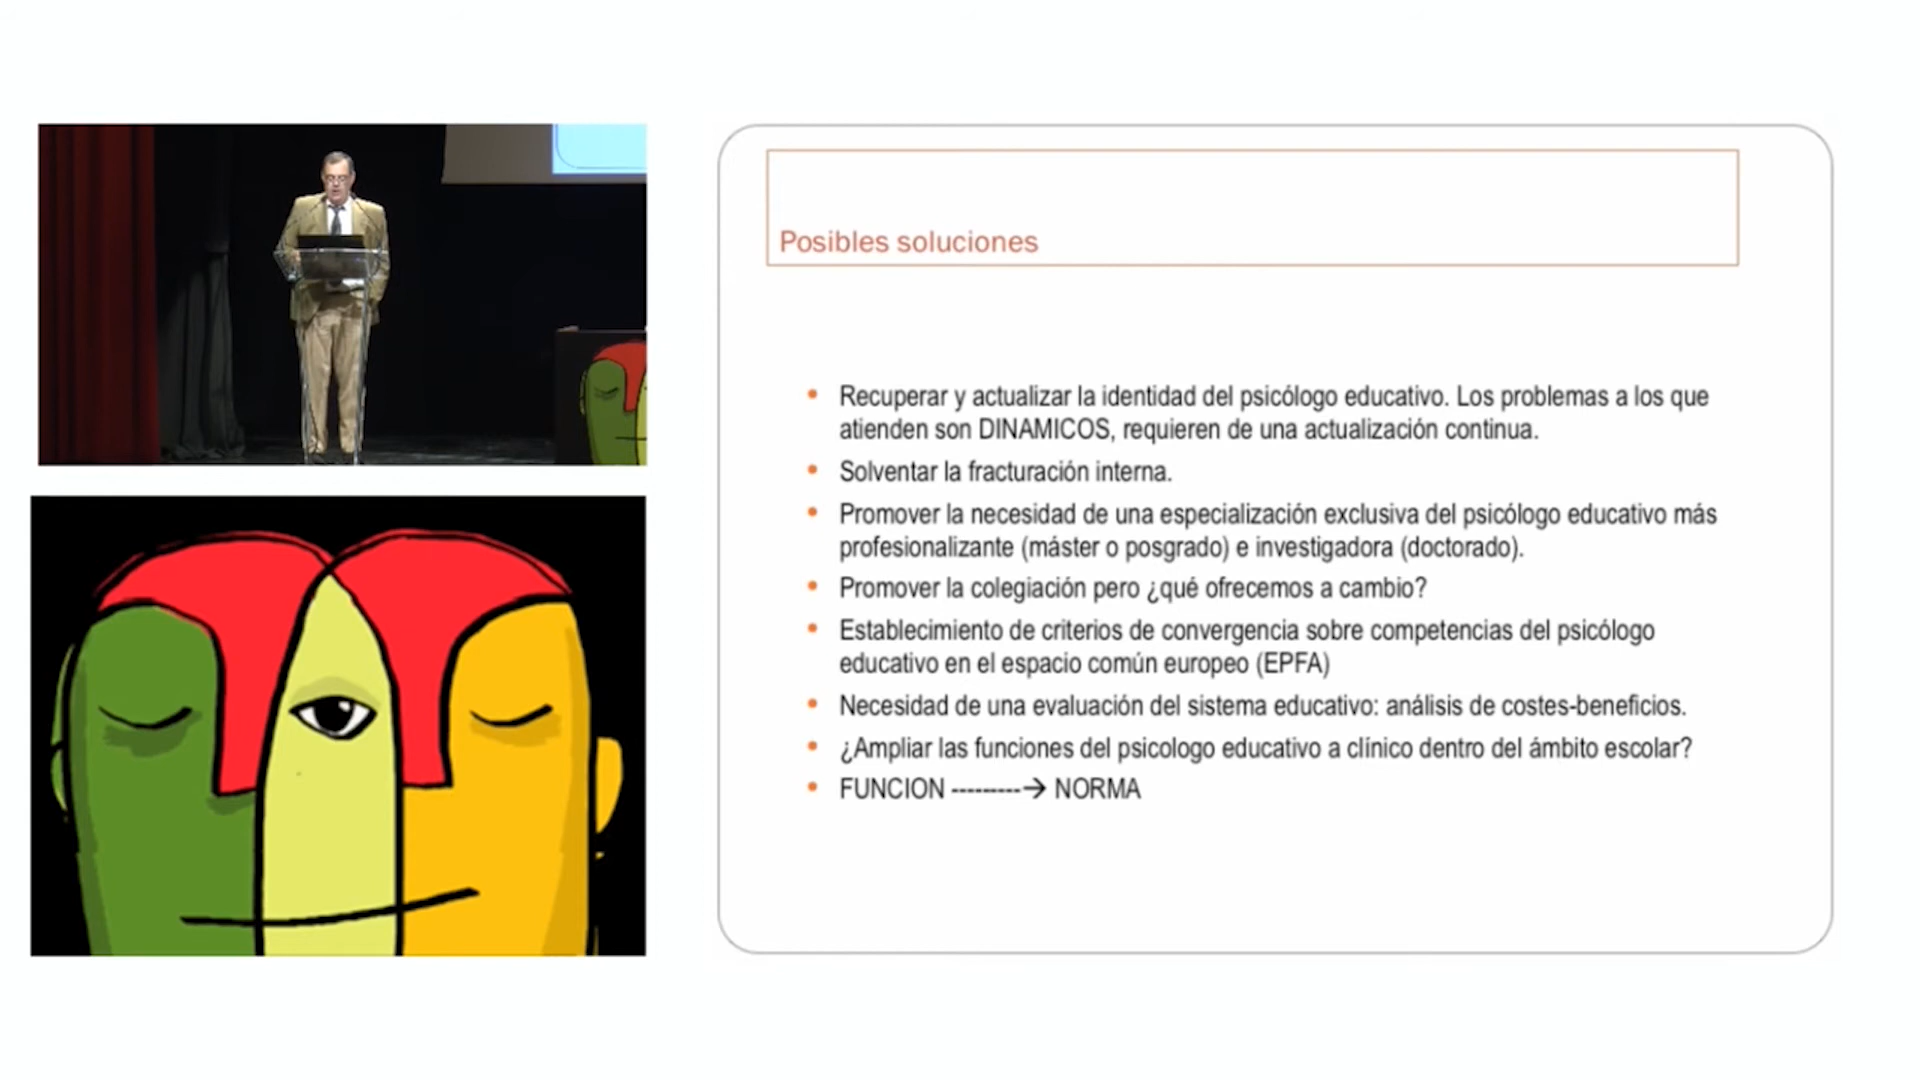 Posibles soluciones
• Recuperar y actualizar la identidad del psicólogo educativo. Los problemas a los que
atienden son DINAMICOS, requieren de una actualización continua.
• Solventar la fracturación interna.
• Promover la necesidad de una especialización exclusiva del psicólogo educativo más
profesionalizante (máster o posgrado) e investigadora (doctorado).
• Promover la colegiación pero ¿qué ofrecemos a cambio?
• Establecimiento de criterios de convergencia sobre competencias del psicólogo
educativo en el espacio común europeo (EPFA)
• Necesidad de una evaluación del sistema educativo: análisis de costes-beneficios.
• ¿Ampliar las funciones del psicologo educativo a clínico dentro del ámbito escolar?
• FUNCION ---------→ NORMA